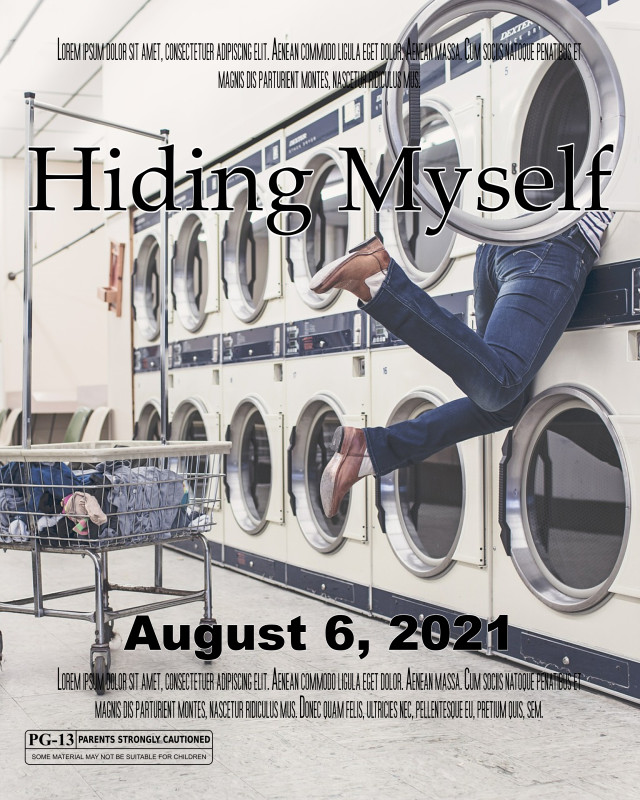 Lorem ipsum dolor sit amet, consectetuer adipiscing elit. Aenean commodo ligula eget dolor. Aenean massa. Cum sociis natoque penatibus et
magnis dis parturient montes, nascetur ridiculus mus.
Hiding Myself
August 6, 2021
Lorem ipsum dolor sit amet, consectetuer adipiscing elit. Aenean commodo ligula eget dolor. Aenean massa. Cum sociis natoque penatibus et
magnis dis parturient montes, nascetur ridiculus mus. Donec quam felis, ultricies nec, pellentesque eu, pretium quis, sem.
PG-13 PARENTS STRONGLY CAUTIONED
SOME MATERIAL MAY NOT BE SUITABLE FOR CHILDREN